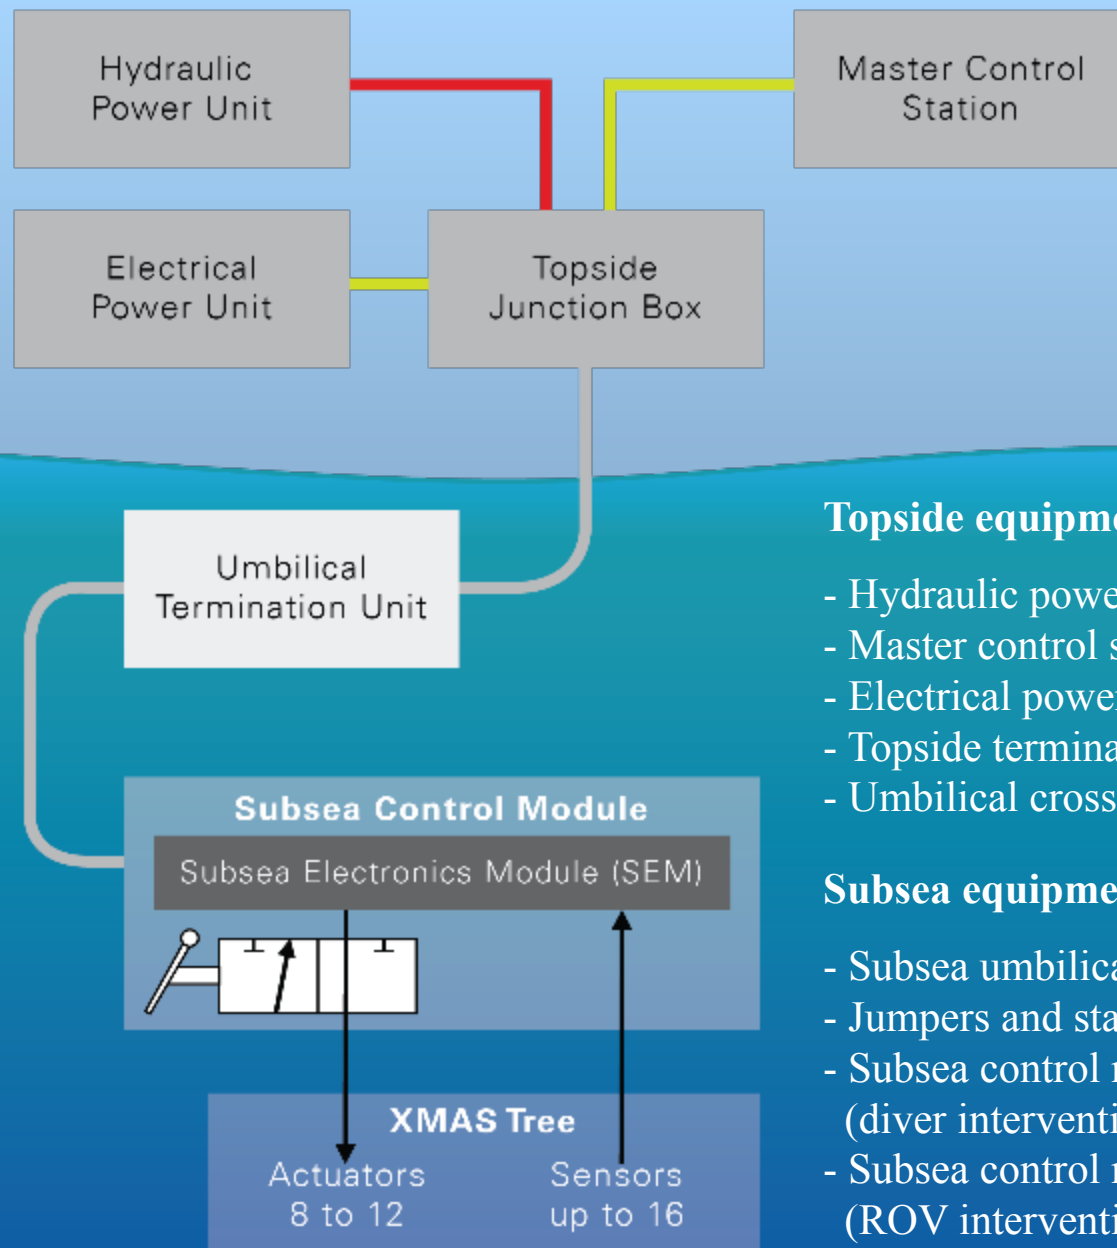 Hydraulic
Power Unit
Master Control
Station
Electrical
Power Unit
Topside
Junction Box
Umbilical
Termination Unit
Subsea Control Module
Subsea Electronics Module (SEM)
XMAS Tree
Actuators
8 to 12
Sensors
up to 16
Topside
- Hydraulic
- Master control
- Electrical
- Topside
- Umbilical cross
Subsea
- Subsea
- Jumpers and
- Subsea control
(diver
- Subsea control
(ROV